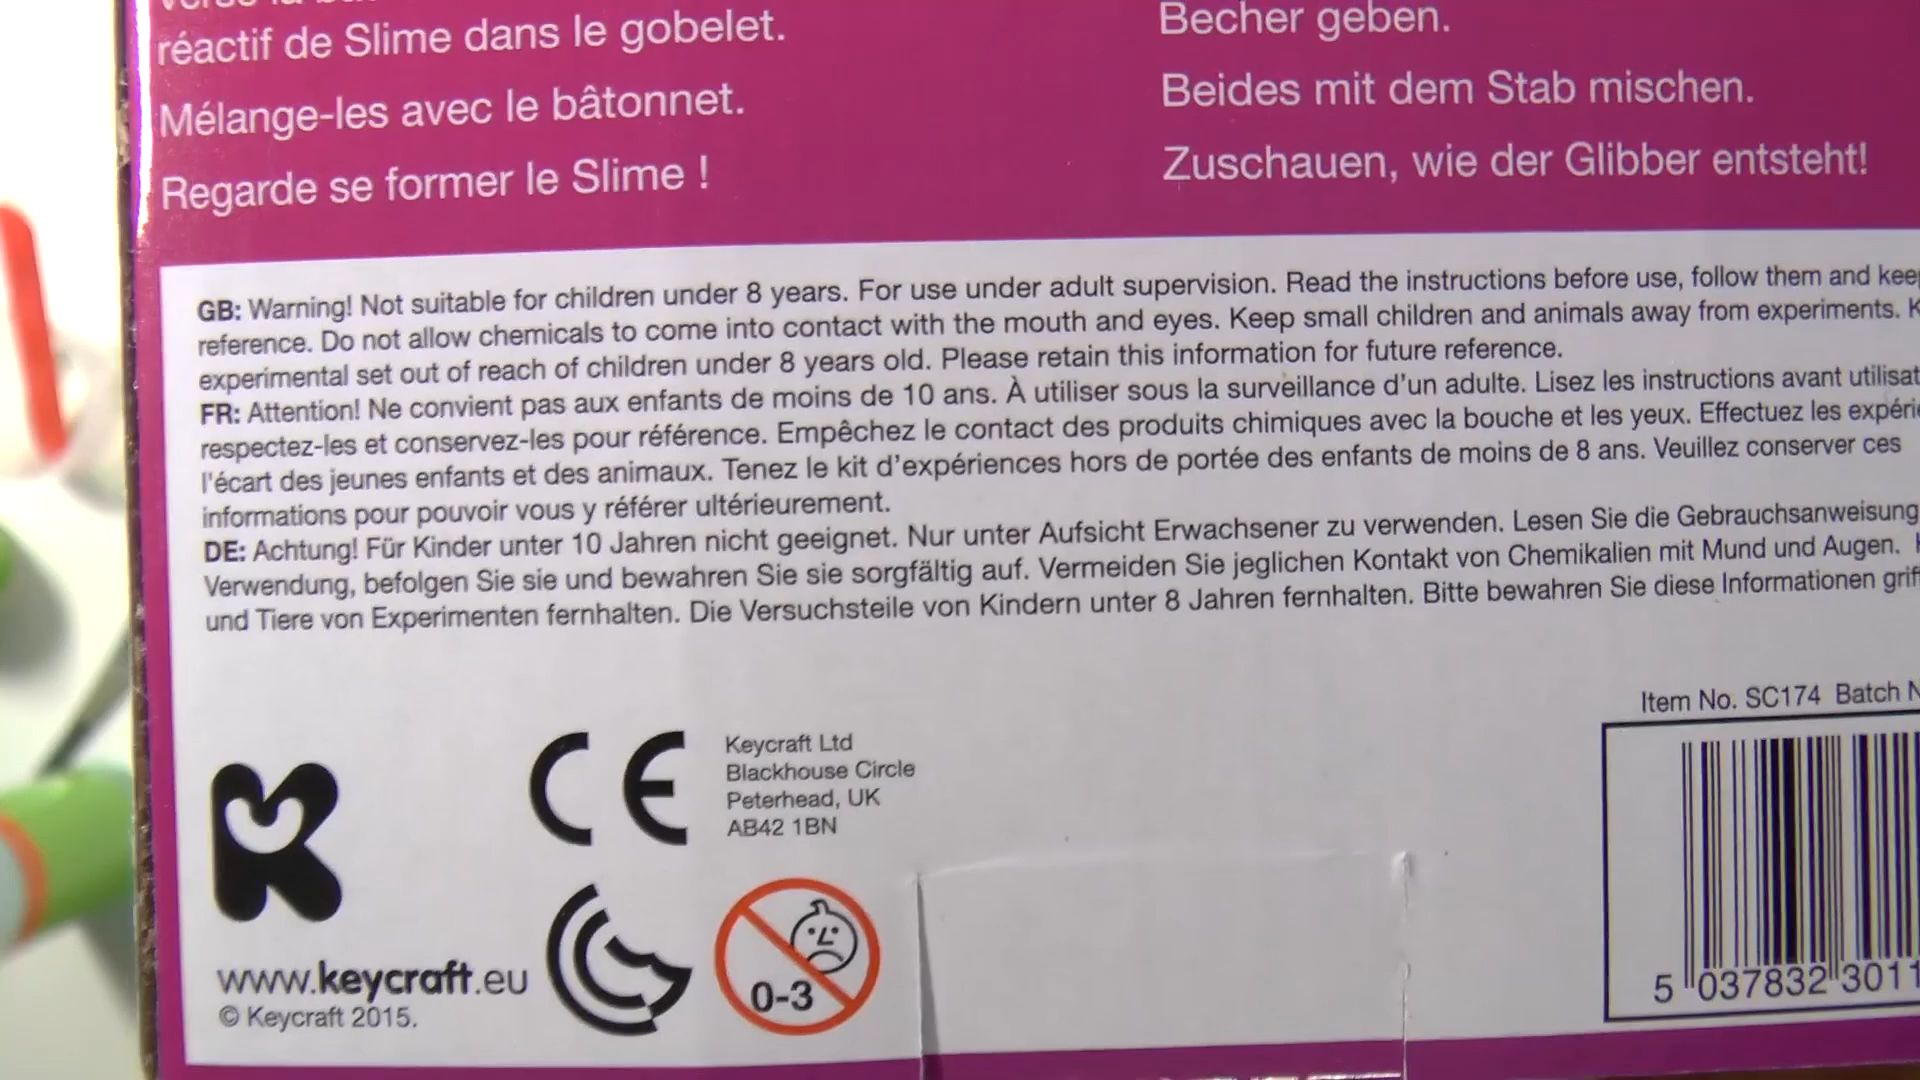 réactif de Slime dans le gobelet.
Mélange-les avec le bâtonnet.
Regarde se former le Slime !
Becher geben.
Beides mit dem Stab mischen.
Zuschauen, wie der Glibber entsteht!
GB: Warning! Not suitable for children under 8 years. For use under adult supervision. Read the instructions before use, follow them and keep
reference. Do not allow chemicals to come into contact with the mouth and eyes. Keep small children and animals away from experiments.
experimental set out of reach of children under 8 years old. Please retain this information for future reference.
FR: Attention! Ne convient pas aux enfants de moins de 10 ans. À utiliser sous la surveillance d'un adulte. Lisez les instructions avant
respectez-les et conservez-les pour référence. Empêchez le contact des produits chimiques avec la bouche et les yeux. Effectuez les
l'écart des jeunes enfants et des animaux. Tenez le kit d'expériences hors de portée des enfants de moins de 8 ans. Veuillez conserver ces
informations pour pouvoir vous y référer ultérieurement.
DE: Achtung! Für Kinder unter 10 Jahren nicht geeignet. Nur unter Aufsicht Erwachsener zu verwenden. Lesen Sie die Gebrauchsanweisung
Verwendung, befolgen Sie sie und bewahren Sie sie sorgfältig auf. Vermeiden Sie jeglichen Kontakt von Chemikalien mit Mund und Augen.
und Tiere von Experimenten fernhalten. Die Versuchsteile von Kindern unter 8 Jahren fernhalten. Bitte bewahren Sie diese Informationen
Item No. SC174 Batch
CE
Keycraft Ltd
Blackhouse Circle
Peterhead, UK
AB42 1BN
www.keycraft.eu
© Keycraft 2015.
0-3
5 037832 3011